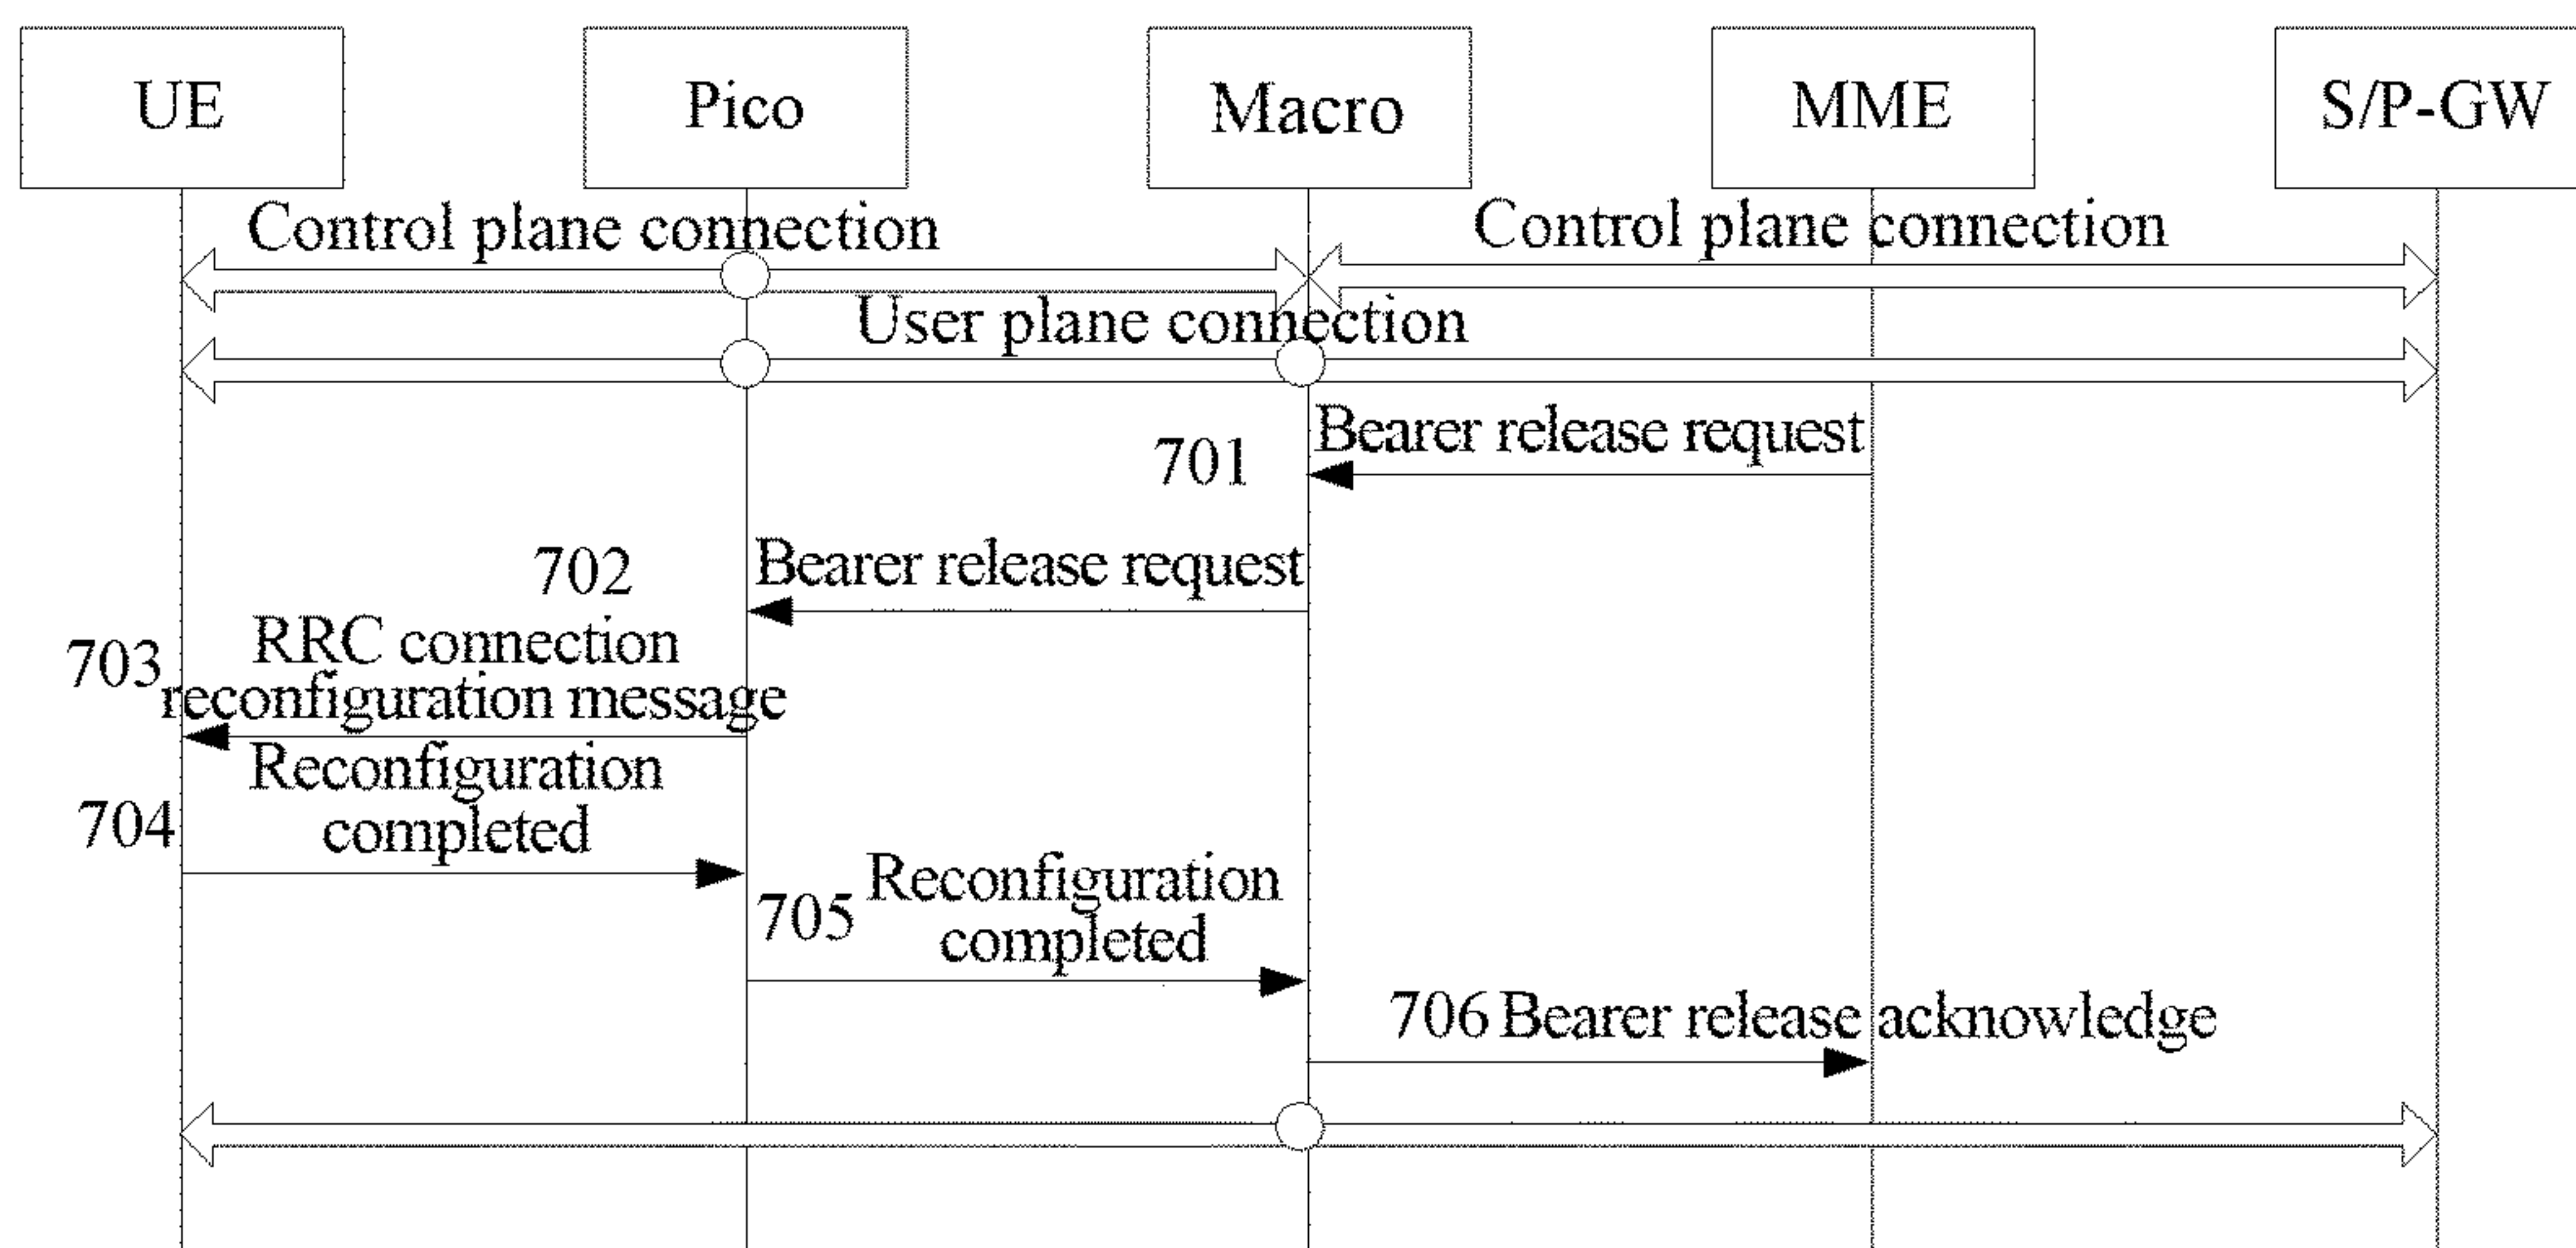 UE
Pico
Macro
MME
S/P-GW
Control plane connection
Control plane connection
User plane connection
701
Bearer release request
702
Bearer release request
703
RRC connection
reconfiguration message
704
Reconfiguration
completed
705
Reconfiguration
completed
706 Bearer release acknowledge